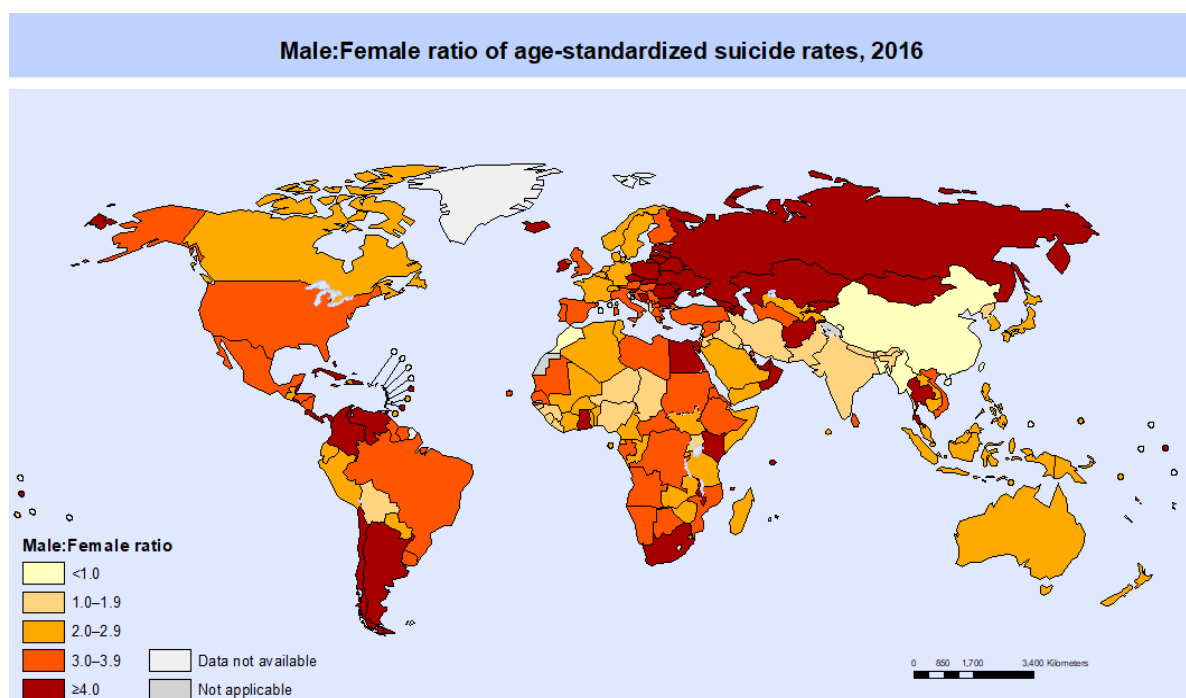 Male:Female ratio of age-standardized suicide rates, 2016
Male:Female ratio
<1.0
1.0–1.9
2.0–2.9
3.0–3.9
≥4.0
Data not available
Not applicable
0 850 1,700 3,400 Kilometers